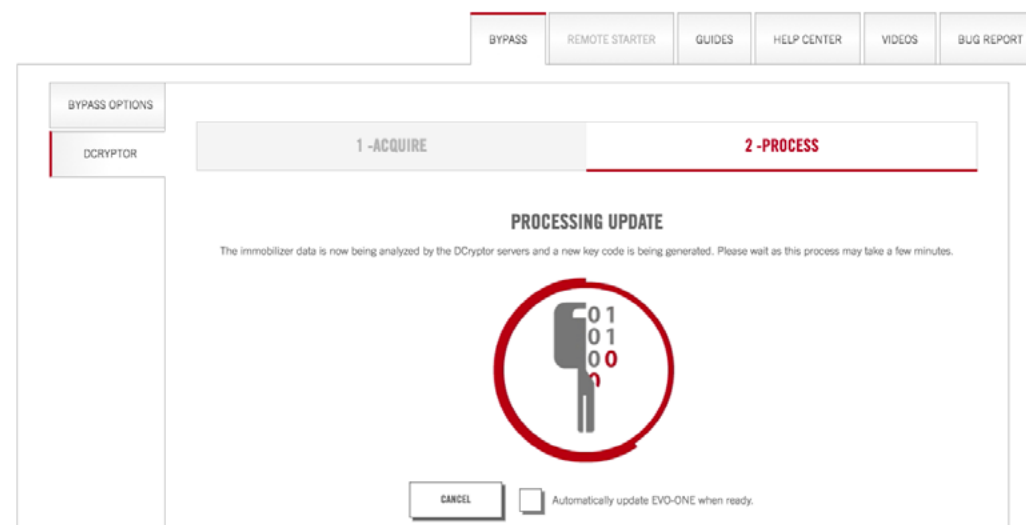 BYPASS REMOTE STARTER GUIDES HELP CENTER VIDEOS BUG REPORT
BYPASS OPTIONS
DCRYPTOR
1 -ACQUIRE 2 -PROCESS
PROCESSING UPDATE
The immobilizer data is now being analyzed by the DCryptor servers and a new key code is being generated. Please wait as this process may take a few minutes.
0 1
0 1
0 0
0
CANCEL Automatically update EVO-ONE when ready.